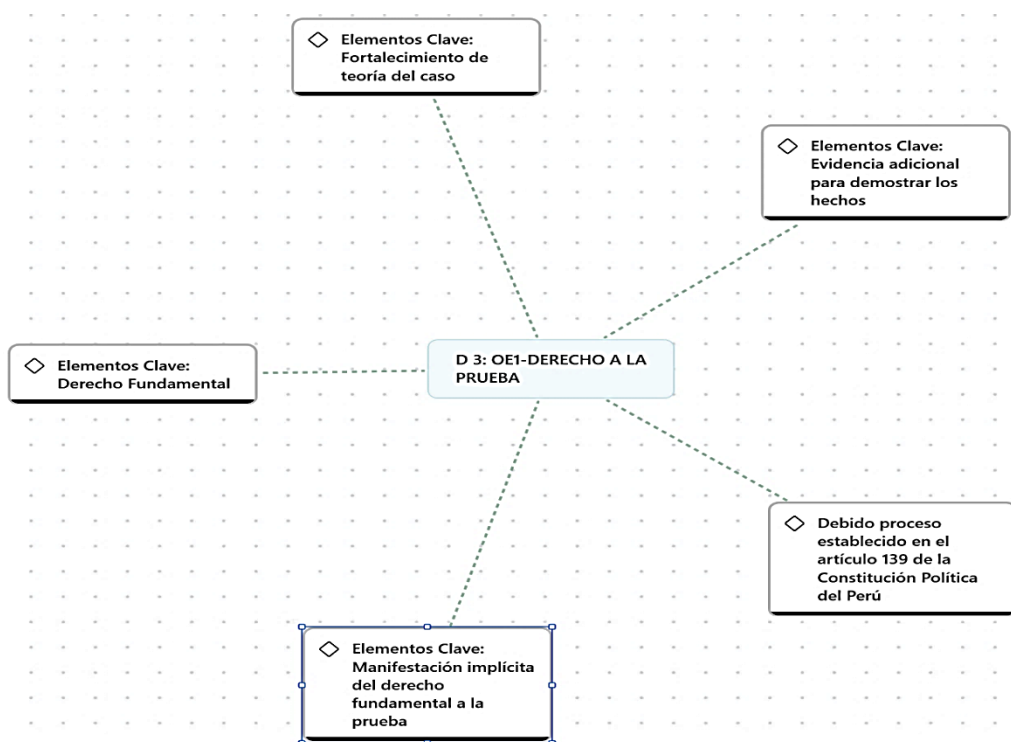 Elementos Clave:
Fortalecimiento de
teoría del caso
Elementos Clave:
Evidencia adicional
para demostrar los
hechos
Elementos Clave:
Derecho Fundamental
D 3: OE1-DERECHO A LA
PRUEBA
Debido proceso
establecido en el
artículo 139 de la
Constitución Política
del Perú
Elementos Clave:
Manifestación implícita
del derecho
fundamental a la
prueba